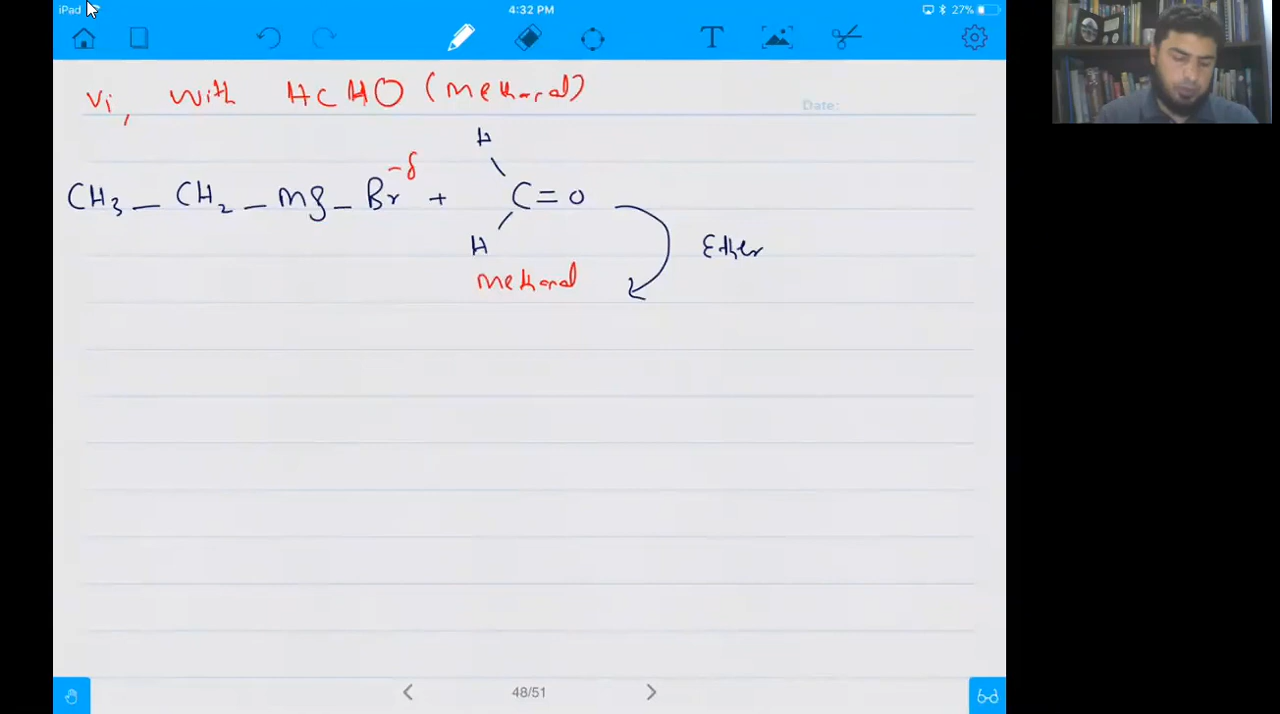 iPad 4:32 PM 27%
T
vi, with HCHO (Methanal)
Date:
H
CH3 — CH2 — Mg — Br -δ + C = O
H Ether
Methanal
48/51